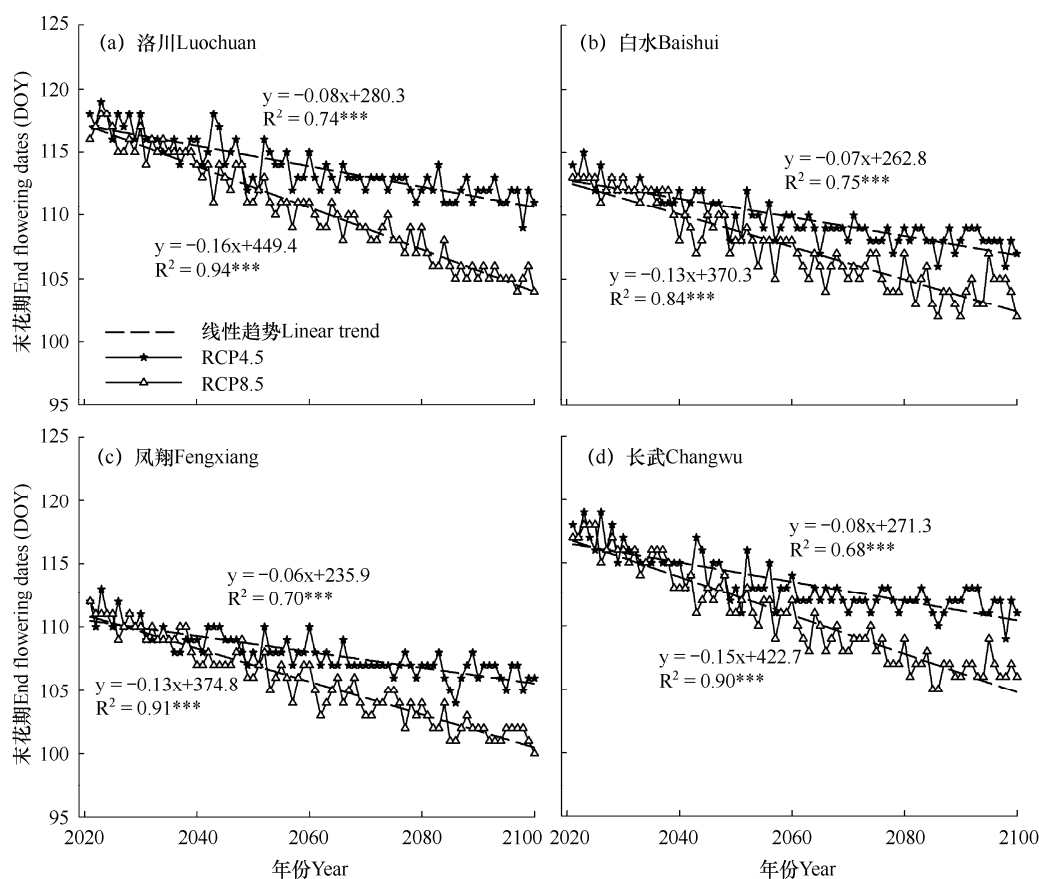 125
120
115
110
105
100
95
末花期End flowering dates (DOY)
(a) 洛川Luochuan
y = −0.08x+280.3
R² = 0.74***
y = −0.16x+449.4
R² = 0.94***
线性趋势Linear trend
RCP4.5
RCP8.5
(b) 白水Baishui
y = −0.07x+262.8
R² = 0.75***
y = −0.13x+370.3
R² = 0.84***
125
120
115
110
105
100
95
末花期End flowering dates (DOY)
(c) 凤翔Fengxiang
y = −0.06x+235.9
R² = 0.70***
y = −0.13x+374.8
R² = 0.91***
2020 2040 2060 2080 2100
年份Year
(d) 长武Changwu
y = −0.08x+271.3
R² = 0.68***
y = −0.15x+422.7
R² = 0.90***
2020 2040 2060 2080 2100
年份Year